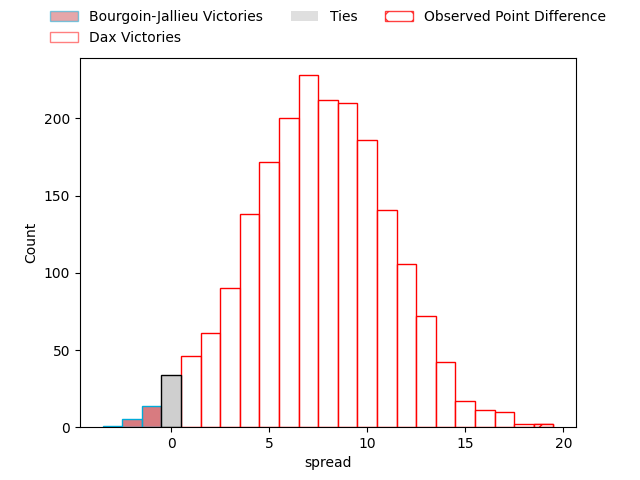 Bourgoin-Jallieu Victories
Ties
Observed Point Difference
Dax Victories
200
150
100
50
0
Count
0
5
10
15
20
spread